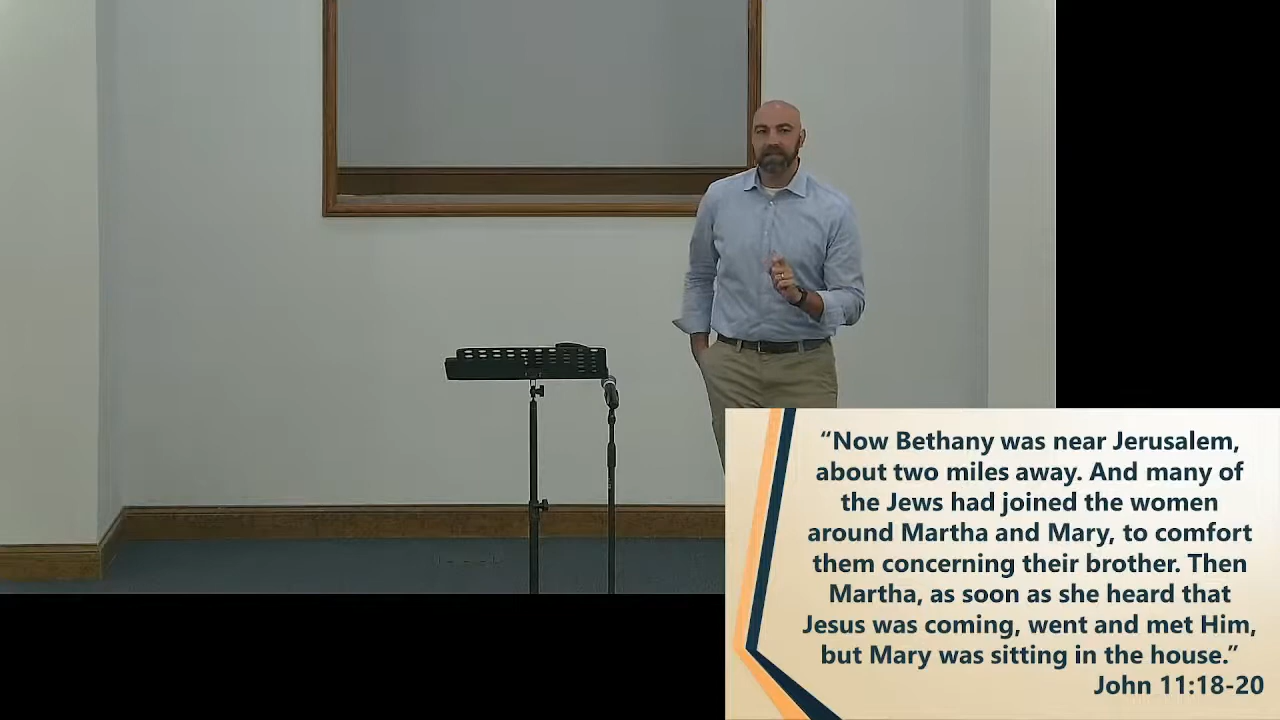 “Now Bethany was near Jerusalem,
about two miles away. And many of
the Jews had joined the women
around Martha and Mary, to comfort
them concerning their brother. Then
Martha, as soon as she heard that
Jesus was coming, went and met Him,
but Mary was sitting in the house.”
John 11:18-20